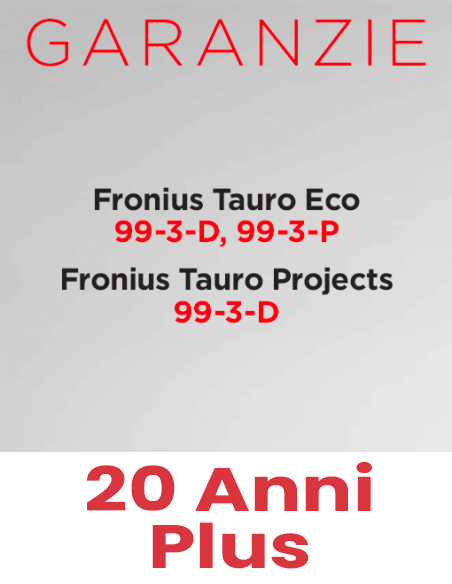 GARANZIE
Fronius Tauro Eco
99-3-D, 99-3-P
Fronius Tauro Projects
99-3-D
20 Anni
Plus